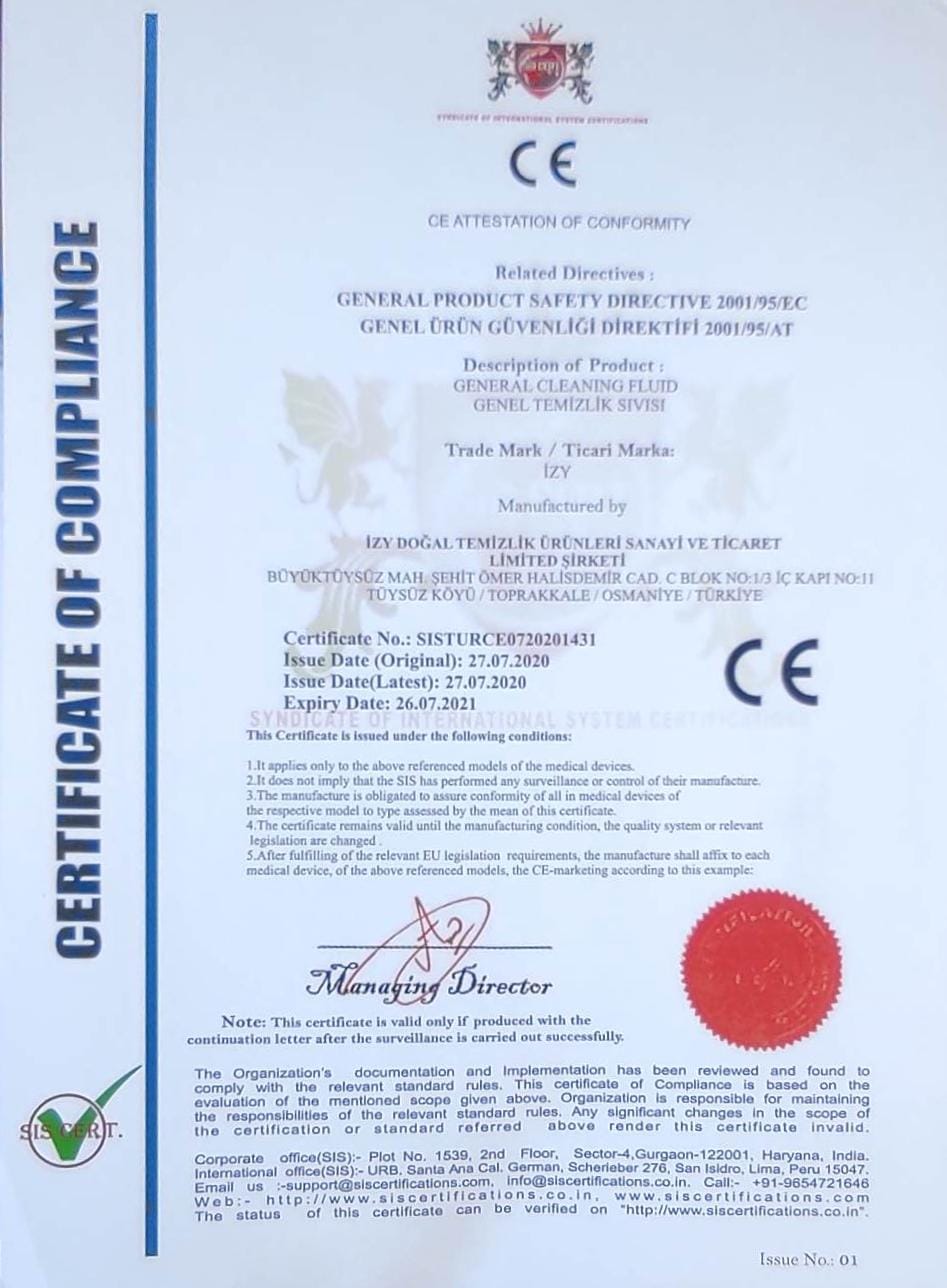 CERTIFICATE OF COMPLIANCE
SYNDICATE OF INTERNATIONAL SYSTEM CERTIFICATIONS
CE
CE ATTESTATION OF CONFORMITY
Related Directives :
GENERAL PRODUCT SAFETY DIRECTIVE 2001/95/EC
GENEL ÜRÜN GÜVENLİĞİ DİREKTİFİ 2001/95/AT
Description of Product :
GENERAL CLEANING FLUID
GENEL TEMİZLİK SIVISI
Trade Mark / Ticari Marka:
İZY
Manufactured by
İZY DOĞAL TEMİZLİK ÜRÜNLERİ SANAYİ VE TİCARET
LİMİTED ŞİRKETİ
BÜYÜKTÜYSÜZ MAH. ŞEHİT ÖMER HALİSDEMİR CAD. C BLOK NO:1/3 İÇ KAPI NO:11
TÜYSÜZ KÖYÜ / TOPRAKKALE / OSMANİYE / TÜRKİYE
Certificate No.: SISTURCE0720201431
Issue Date (Original): 27.07.2020
Issue Date(Latest): 27.07.2020
Expiry Date: 26.07.2021
CE
SYNDICATE OF INTERNATIONAL SYSTEM CERTIFICATIONS
This Certificate is issued under the following conditions:
1.It applies only to the above referenced models of the medical devices.
2.It does not imply that the SIS has performed any surveillance or control of their manufacture.
3.The manufacture is obligated to assure conformity of all in medical devices of
the respective model to type assessed by the mean of this certificate.
4.The certificate remains valid until the manufacturing condition, the quality system or relevant
legislation are changed .
5.After fulfilling of the relevant EU legislation requirements, the manufacture shall affix to each
medical device, of the above referenced models, the CE-marking according to this example:
Managing Director
Note: This certificate is valid only if produced with the
continuation letter after the surveillance is carried out successfully.
SIS CERT.
The Organization's documentation and Implementation has been reviewed and found to
comply with the relevant standard rules. This certificate of Compliance is based on the
evaluation of the mentioned scope given above. Organization is responsible for maintaining
the responsibilities of the relevant standard rules. Any significant changes in the scope of
the certification or standard referred above render this certificate invalid.
Corporate office(SIS):- Plot No. 1539, 2nd Floor, Sector-4,Gurgaon-122001, Haryana, India.
International office(SIS):- URB. Santa Ana Cal. German, Scherieber 276, San Isidro, Lima, Peru 15047.
Email us :-support@siscertifications.com, info@siscertifications.co.in. Call:- +91-9654721646
Web:- http://www.siscertifications.co.in, www.siscertifications.com
The status of this certificate can be verified on "http://www.siscertifications.co.in".
Issue No.: 01